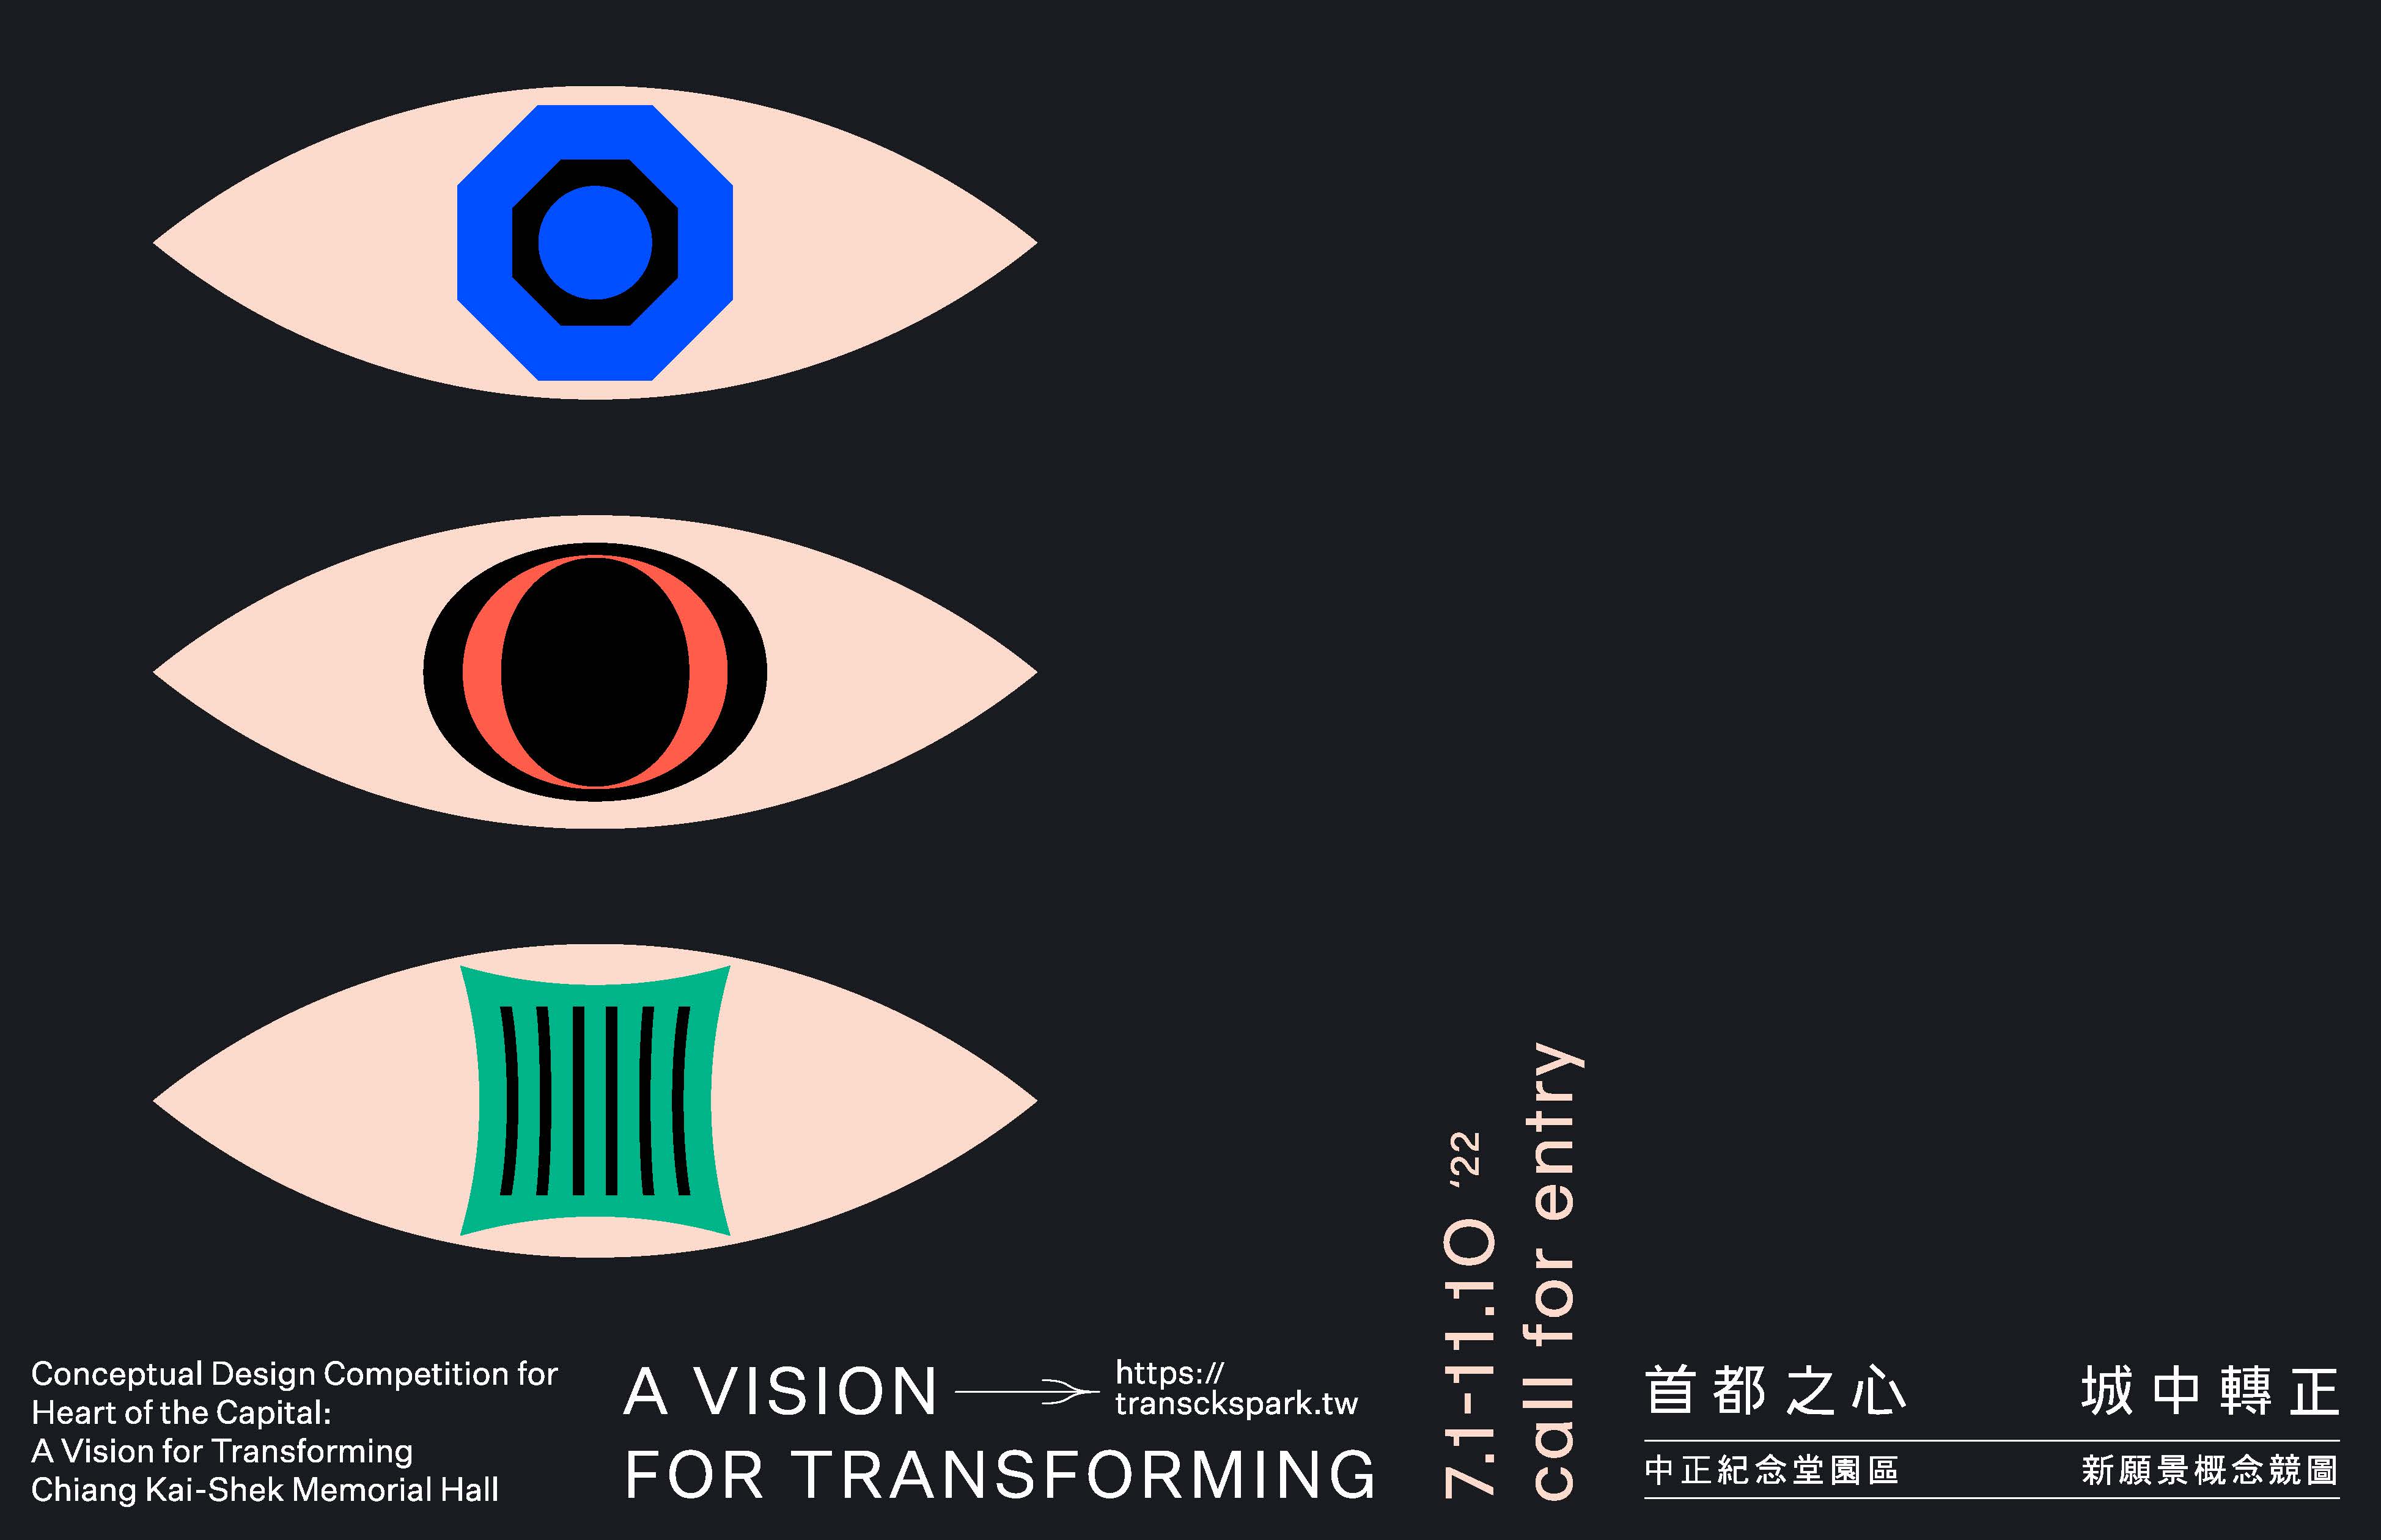 Conceptual Design Competition for
Heart of the Capital:
A Vision for Transforming
Chiang Kai-Shek Memorial Hall
A VISION
https://
transckspark.tw
FOR TRANSFORMING
7.1-11.10 '22
call for entry
首都之心 城中轉正
中正紀念堂園區 新願景概念競圖